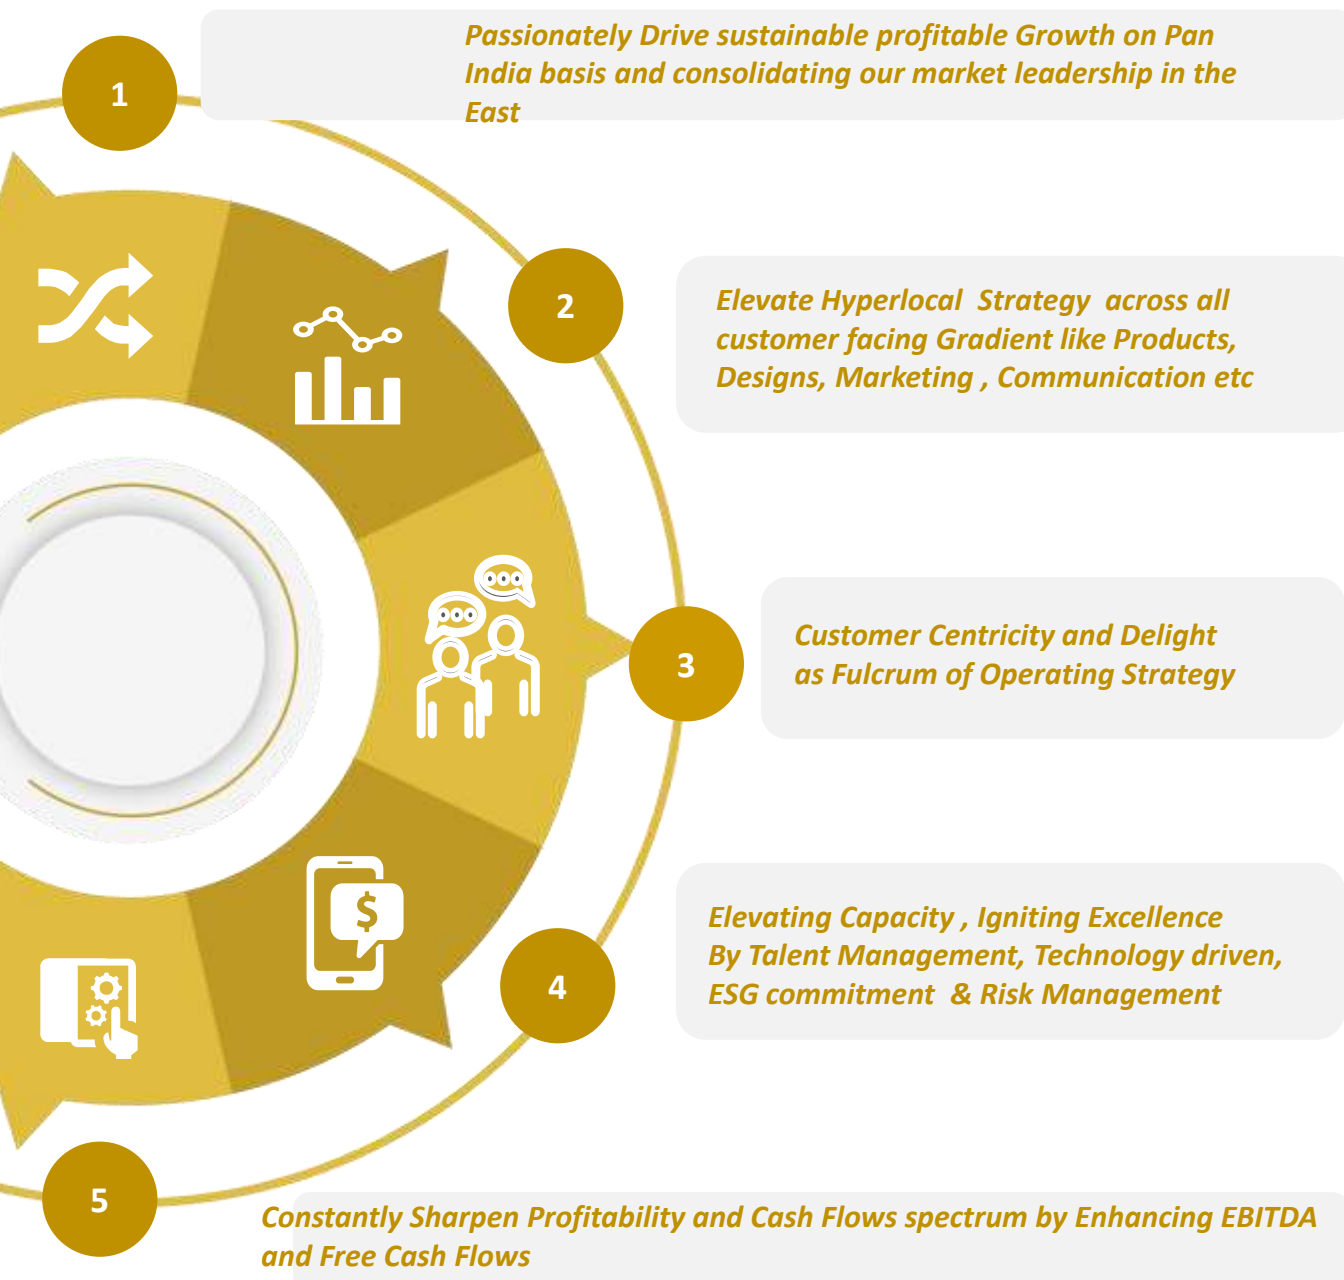 1
Passionately Drive sustainable profitable Growth on Pan
India basis and consolidating our market leadership in the
East
2
Elevate Hyperlocal  Strategy  across all
customer facing Gradient like Products,
Designs, Marketing , Communication etc
3
Customer Centricity and Delight
as Fulcrum of Operating Strategy
$
4
Elevating Capacity , Igniting Excellence
By Talent Management, Technology driven,
ESG commitment  & Risk Management
5
Constantly Sharpen Profitability and Cash Flows spectrum by Enhancing EBITDA
and Free Cash Flows